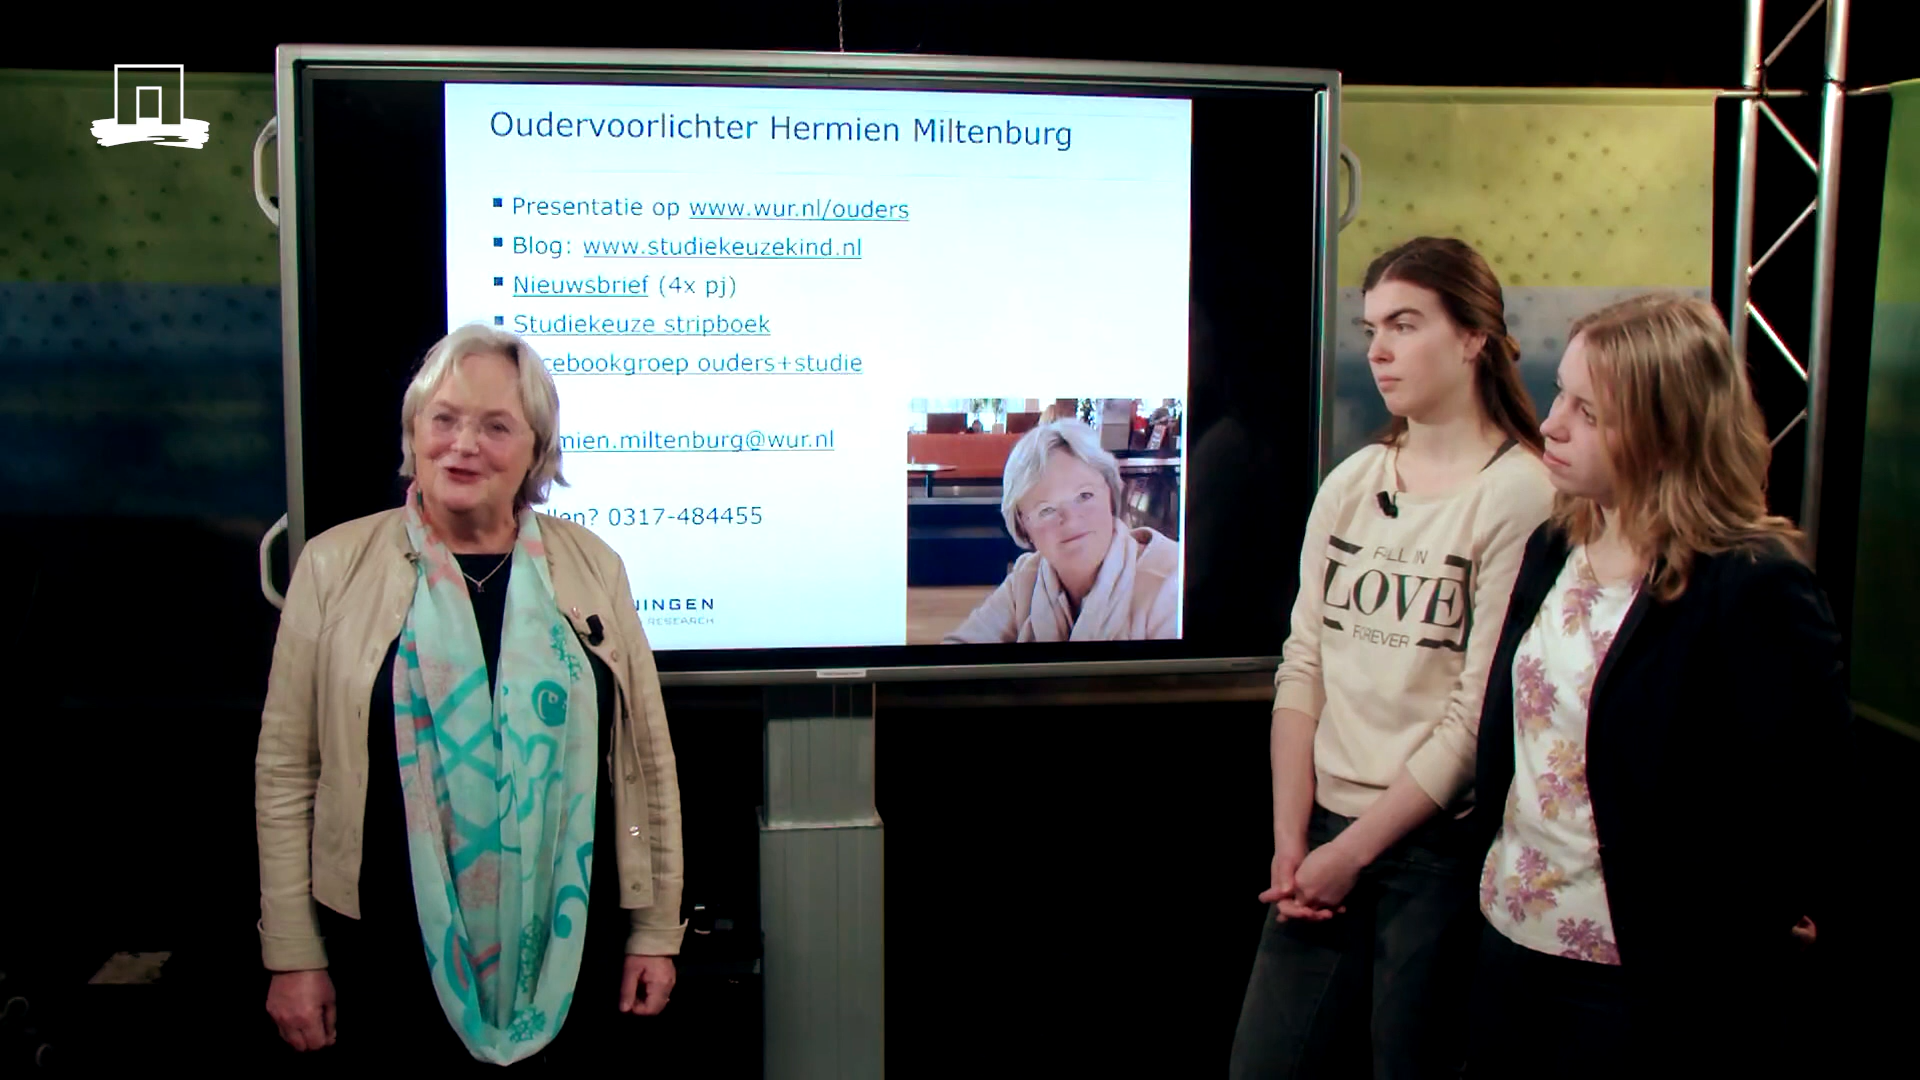 Oudervoorlichter Hermien Miltenburg
Presentatie op www.wur.nl/ouders
Blog: www.studiekeuzekind.nl
Nieuwsbrief (4x pj)
Studiekeuze stripboek
cebookgroep ouders+studie
mien.miltenburg@wur.nl
llen? 0317-484455
NINGEN
RESEARCH
FALL IN
LOVE
FOREVER